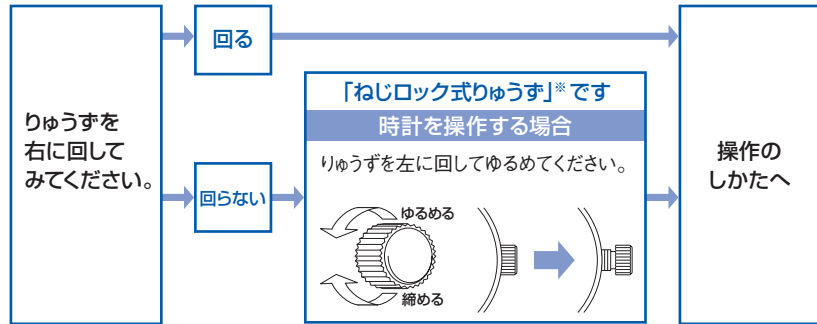 りゅうずを
右に回して
みてください。
回る
回らない
「ねじロック式りゅうず」※です
時計を操作する場合
りゅうずを左に回してゆるめてください。
ゆるめる
締める
操作の
しかたへ